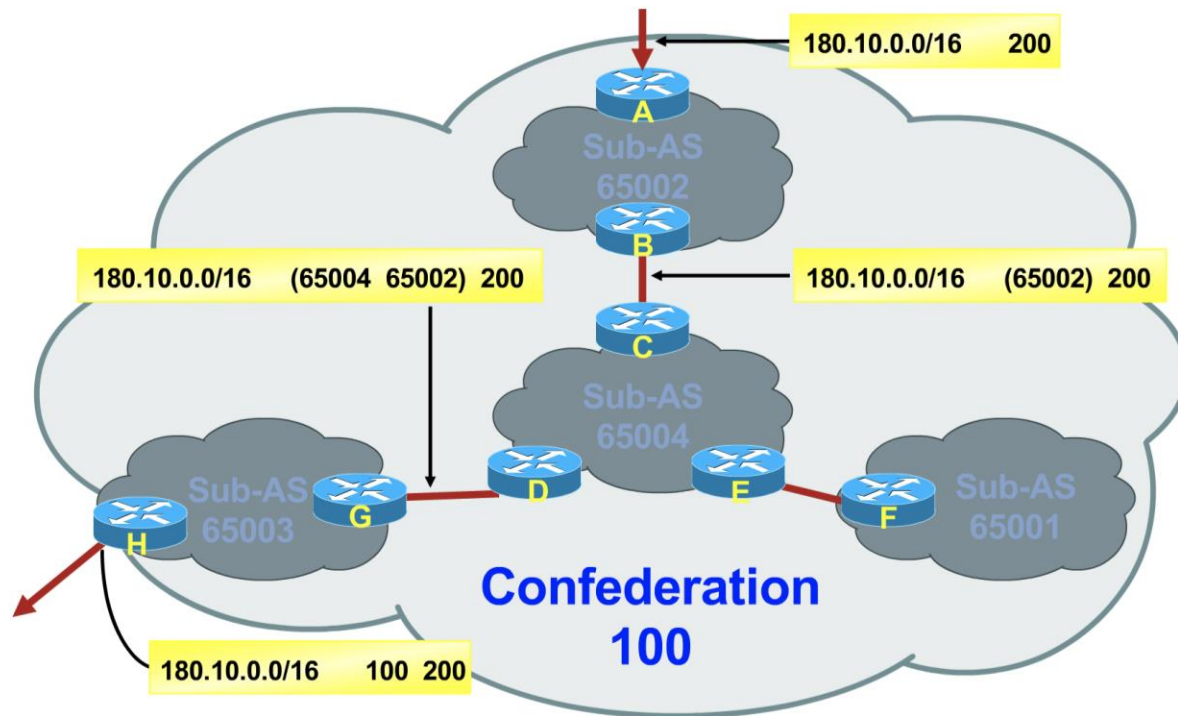 180.10.0.0/16 200
A
Sub-AS
65002
B
180.10.0.0/16 (65004 65002) 200
180.10.0.0/16 (65002) 200
C
Sub-AS
65004
D
E
Sub-AS
65003
G
H
F
Sub-AS
65001
Confederation
100
180.10.0.0/16 100 200